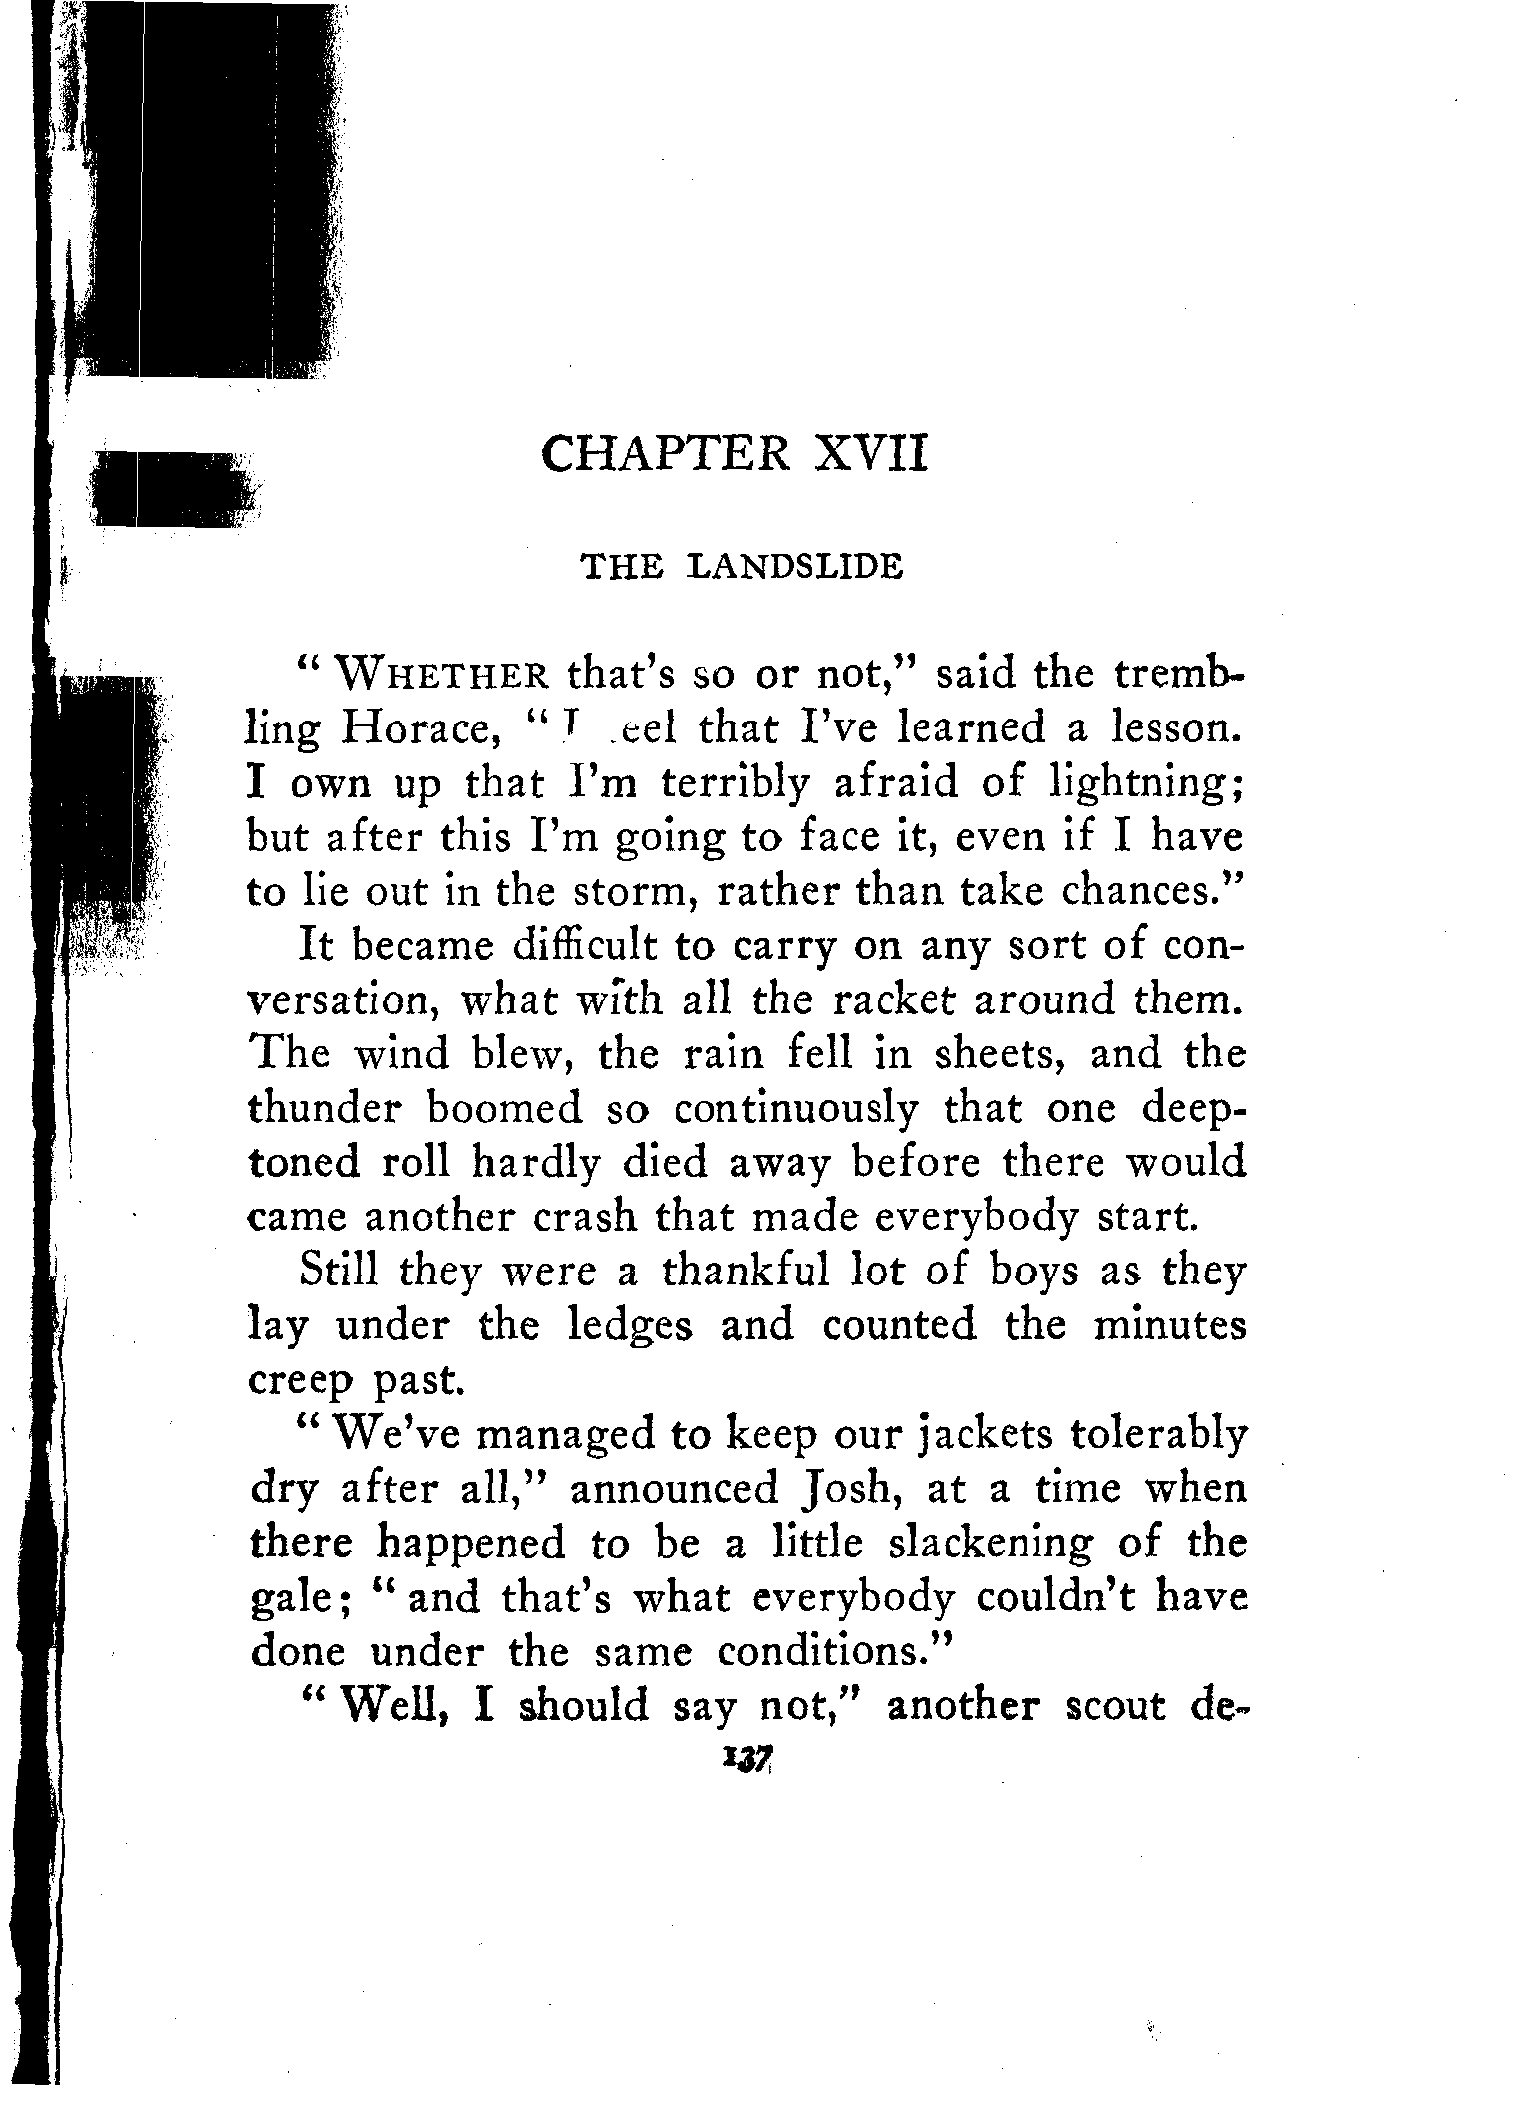 CHAPTER XVII
THE LANDSLIDE
“ WHETHER that's so or not,” said the tremb-
ling Horace, “ I feel that I've learned a lesson.
I own up that I'm terribly afraid of lightning;
but after this I'm going to face it, even if I have
to lie out in the storm, rather than take chances.”
It became difficult to carry on any sort of con-
versation, what with all the racket around them.
The wind blew, the rain fell in sheets, and the
thunder boomed so continuously that one deep-
toned roll hardly died away before there would
came another crash that made everybody start.
Still they were a thankful lot of boys as they
lay under the ledges and counted the minutes
creep past.
“ We've managed to keep our jackets tolerably
dry after all,” announced Josh, at a time when
there happened to be a little slackening of the
gale; “ and that's what everybody couldn't have
done under the same conditions.”
“ Well, I should say not,” another scout de-
137